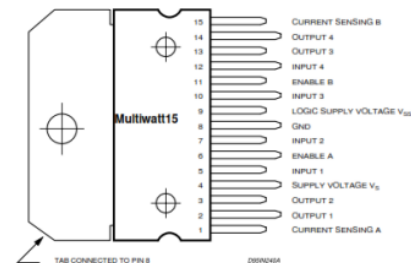 15 CURRENT SENSING B
14 OUTPUT 4
13 OUTPUT 3
12 INPUT 4
11 ENABLE B
10 INPUT 3
Multiwatt15
9 LOGIC SUPPLY VOLTAGE VSS
8 GND
7 INPUT 2
6 ENABLE A
5 INPUT 1
4 SUPPLY VOLTAGE VS
3 OUTPUT 2
2 OUTPUT 1
1 CURRENT SENSING A
TAB CONNECTED TO PIN 8
D95IN240A